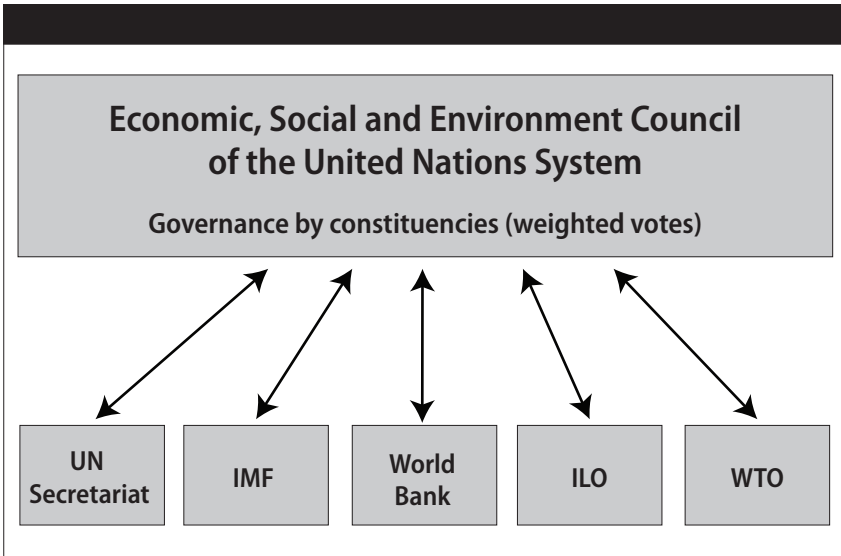 Economic, Social and Environment Council
of the United Nations System
Governance by constituencies (weighted votes)
UN
Secretariat
IMF
World
Bank
ILO
WTO